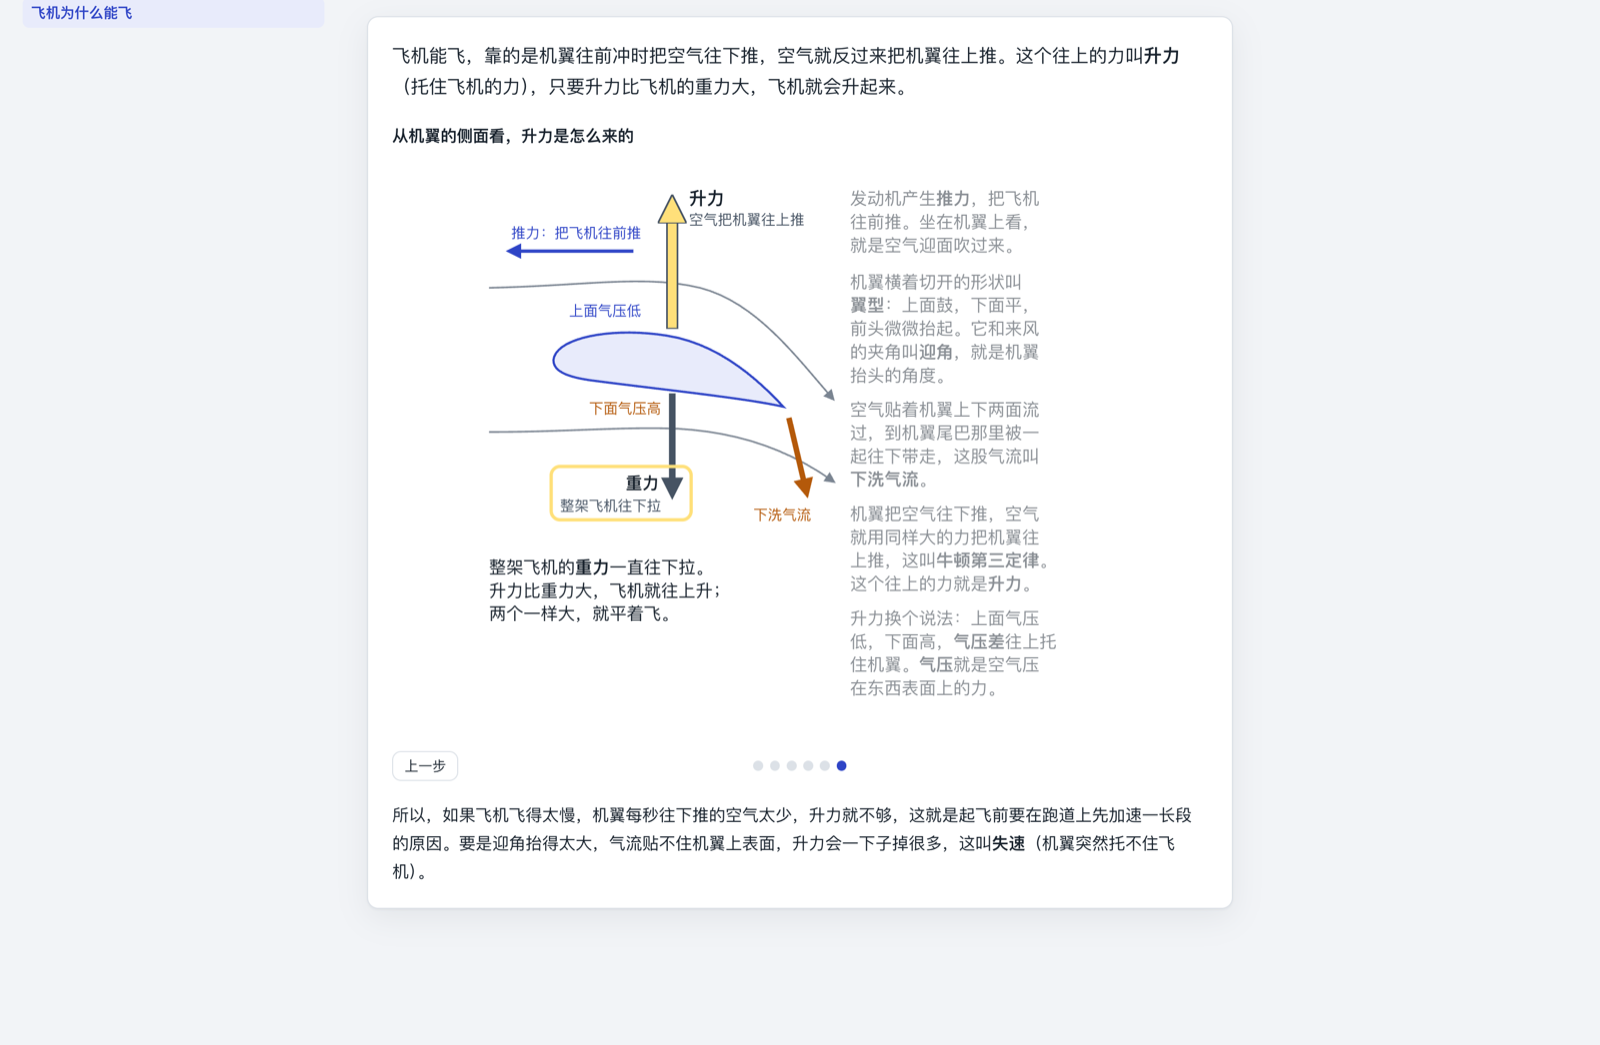 飞机为什么能飞
飞机能飞，靠的是机翼往前冲时把空气往下推，空气就反过来把机翼往上推。这个往上的力叫升力
（托住飞机的力），只要升力比飞机的重力大，飞机就会升起来。
从机翼的侧面看，升力是怎么来的
升力
空气把机翼往上推
推力：把飞机往前推
上面气压低
下面气压高
重力
整架飞机往下拉
下洗气流
整架飞机的重力一直往下拉。
升力比重力大，飞机就往上升；
两个一样大，就平着飞。
发动机产生推力，把飞机
往前推。坐在机翼上看，
就是空气迎面吹过来。
机翼横着切开的形状叫
翼型：上面鼓，下面平，
前头微微抬起。它和来风
的夹角叫迎角，就是机翼
抬头的角度。
空气贴着机翼上下两面流
过，到机翼尾巴那里被一
起往下带走，这股气流叫
下洗气流。
机翼把空气往下推，空气
就用同样大的力把机翼往
上推，这叫牛顿第三定律。
这个往上的力就是升力。
升力换个说法：上面气压
低，下面高，气压差往上托
住机翼。气压就是空气压
在东西表面上的力。
上一步
所以，如果飞机飞得太慢，机翼每秒往下推的空气太少，升力就不够，这就是起飞前要在跑道上先加速一长段
的原因。要是迎角抬得太大，气流贴不住机翼上表面，升力会一下子掉很多，这叫失速（机翼突然托不住飞
机）。